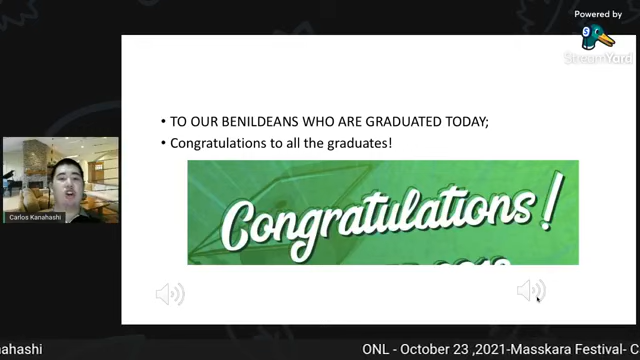 Powered by
StreamYard
• TO OUR BENILDEANS WHO ARE GRADUATED TODAY;
• Congratulations to all the graduates!
Congratulations!
Carlos Kanahashi
nahashi
ONL - October 23 ,2021-Masskara Festival- C